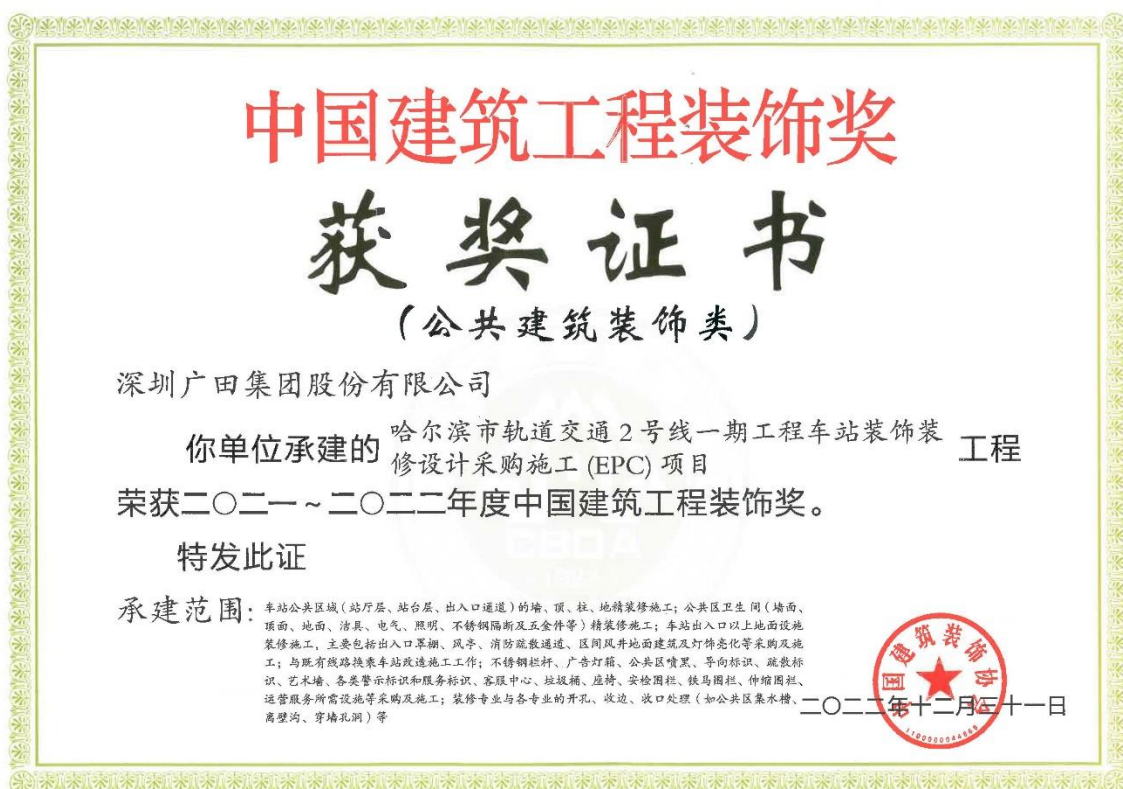 中国建筑工程装饰奖
获奖证书
(公共建筑装饰类)
深圳广田集团股份有限公司
你单位承建的 哈尔滨市轨道交通2号线一期工程车站装饰装
修设计采购施工(EPC)项目 工程
荣获二〇二一~二〇二二年度中国建筑工程装饰奖。
特发此证
承建范围:车站公共区域(站厅层、站台层、出入口通道)的墙、顶、柱、地精装修施工;公共区卫生间(墙面、
顶面、地面、洁具、电气、照明、不锈钢隔断及五金件等)精装修施工;车站出入口以上地面设施
装修施工,主要包括出入口罩棚、风亭、消防疏散通道、区间风井地面建筑及灯饰亮化等采购及施
工;与既有线路换乘车站改造施工工作;不锈钢栏杆、广告灯箱、公共区喷黑、导向标识、疏散标
识、艺术墙、各类警示标识和服务标识、客服中心、垃圾桶、座椅、安检围栏、铁马围栏、伸缩围栏、
运营服务所需设施等采购及施工;装修专业与各专业的开孔、收边、收口处理(如公共区集水槽、
离壁沟、穿墙孔洞)等
中国建筑装饰协会
二〇二二年十二月三十一日
CBDA